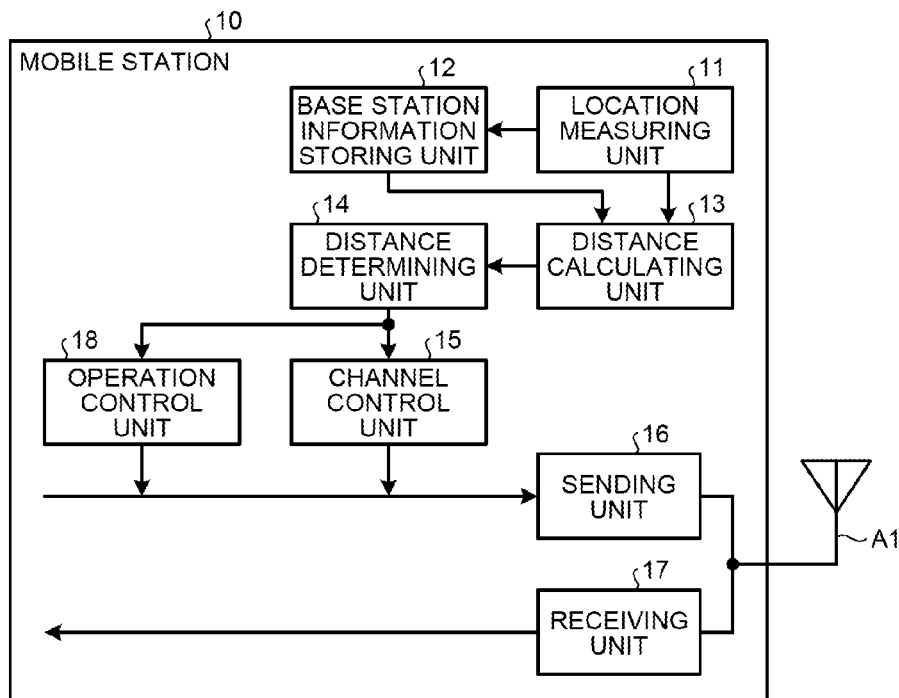 10
MOBILE STATION
12
BASE STATION
INFORMATION
STORING UNIT
11
LOCATION
MEASURING
UNIT
14
DISTANCE
DETERMINING
UNIT
13
DISTANCE
CALCULATING
UNIT
18
OPERATION
CONTROL
UNIT
15
CHANNEL
CONTROL
UNIT
16
SENDING
UNIT
A1
17
RECEIVING
UNIT